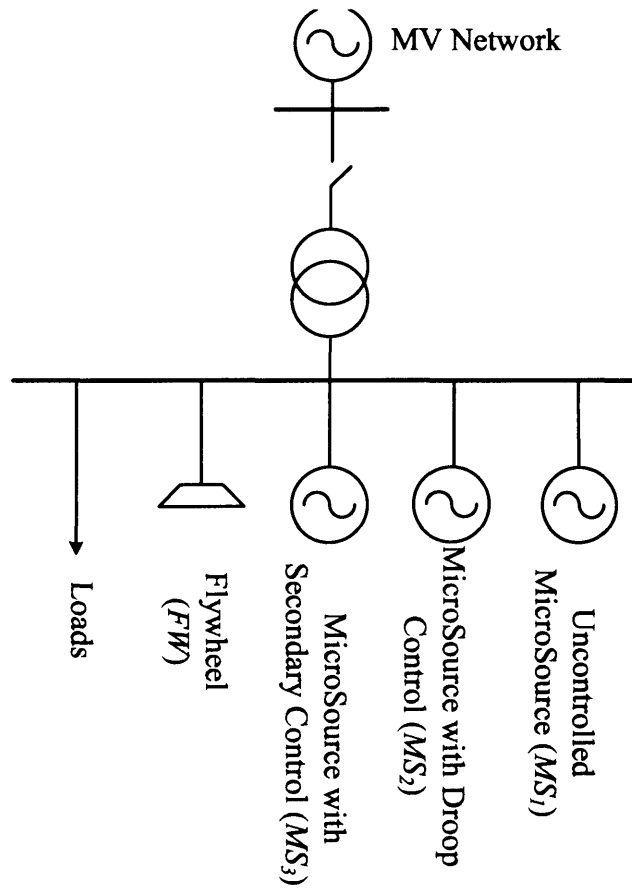 MV Network
Loads
Flywheel
(FW)
MicroSource with
Secondary Control (MS₃)
MicroSource with Droop
Control (MS₂)
Uncontrolled
MicroSource (MS₁)